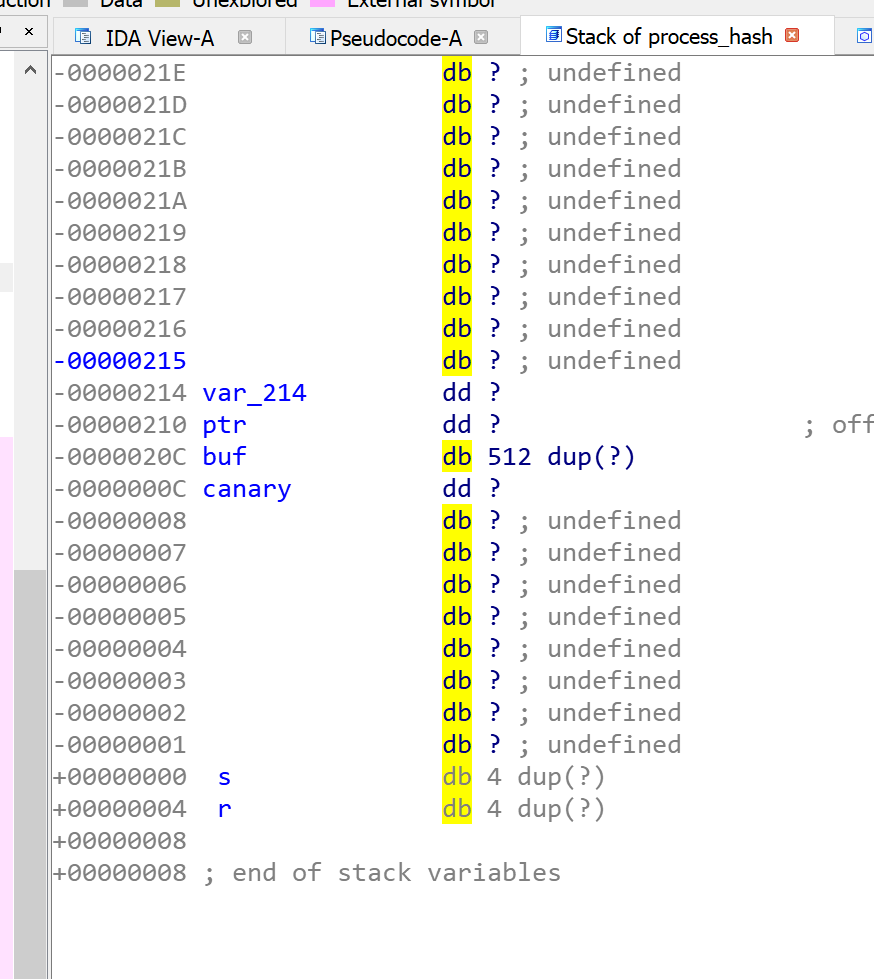 Data Unexplored External symbol
IDA View-A Pseudocode-A Stack of process_hash
-0000021E db ? ; undefined
-0000021D db ? ; undefined
-0000021C db ? ; undefined
-0000021B db ? ; undefined
-0000021A db ? ; undefined
-00000219 db ? ; undefined
-00000218 db ? ; undefined
-00000217 db ? ; undefined
-00000216 db ? ; undefined
-00000215 db ? ; undefined
-00000214 var_214 dd ?
-00000210 ptr dd ? ; off
-0000020C buf db 512 dup(?)
-0000000C canary dd ?
-00000008 db ? ; undefined
-00000007 db ? ; undefined
-00000006 db ? ; undefined
-00000005 db ? ; undefined
-00000004 db ? ; undefined
-00000003 db ? ; undefined
-00000002 db ? ; undefined
-00000001 db ? ; undefined
+00000000 s db 4 dup(?)
+00000004 r db 4 dup(?)
+00000008
+00000008 ; end of stack variables